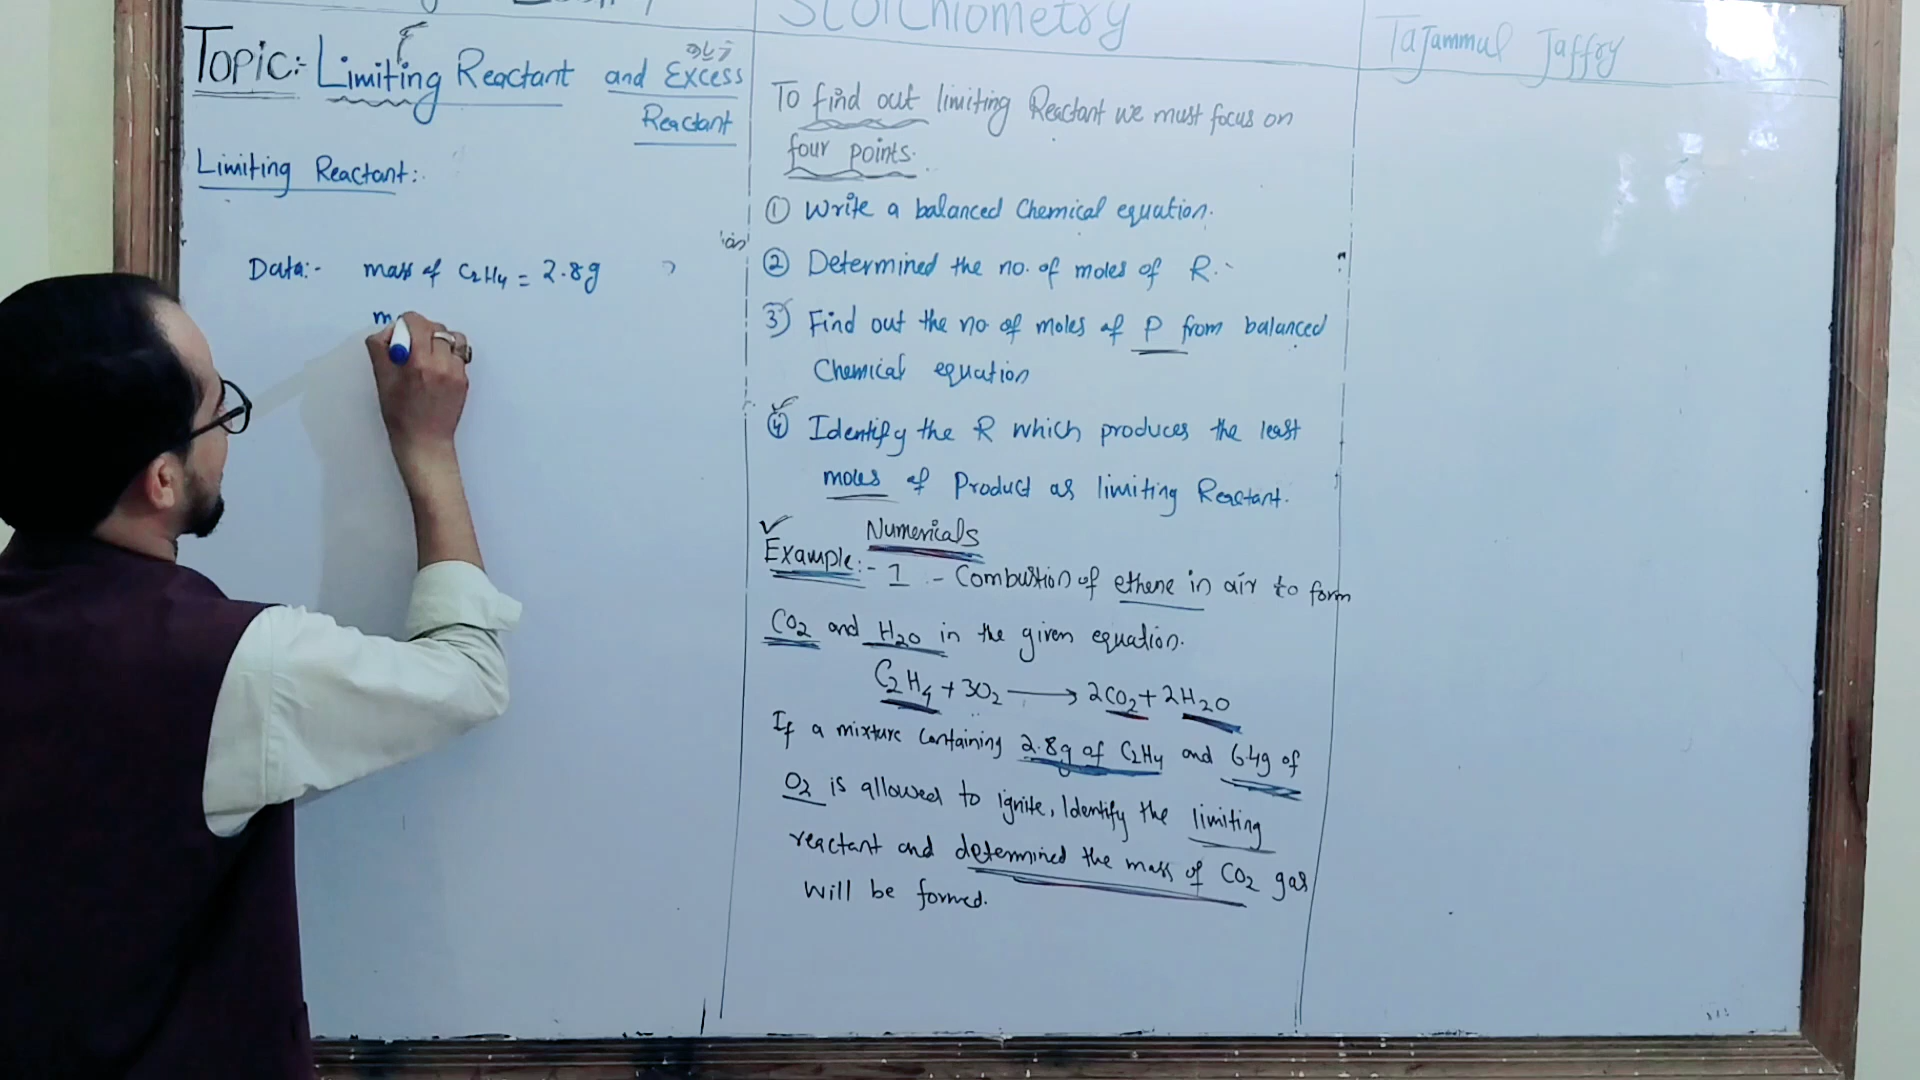 Stoichiometry
Tajammul Jaffry
Topic:- Limiting Reactant and Excess
Reactant
Limiting Reactant:-
Data:- mass of C2H4 = 2.8g
To find out limiting Reactant we must focus on
four points.
① Write a balanced Chemical equation.
② Determined the no. of moles of R.-
③ Find out the no of moles of P from balanced
Chemical equation
④ Identify the R which produces the least
moles of Product as limiting Reactant.
Numericals
Example:- 1 - Combustion of ethene in air to form
CO2 and H2O in the given equation.
C2H4 + 3O2 ⟶ 2CO2 + 2H2O
If a mixture Containing 2.8g of C2H4 and 6.4g of
O2 is allowed to ignite, Identify the limiting
reactant and determined the mass of CO2 gas
will be formed.